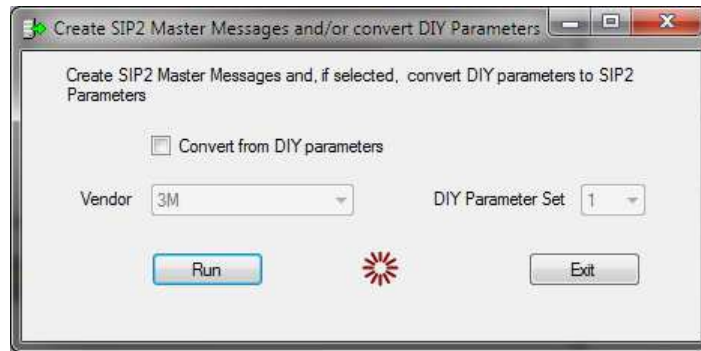 Create SIP2 Master Messages and/or convert DIY Parameters
Create SIP2 Master Messages and, if selected, convert DIY parameters to SIP2
Parameters
Convert from DIY parameters
Vendor 3M DIY Parameter Set 1
Run Exit